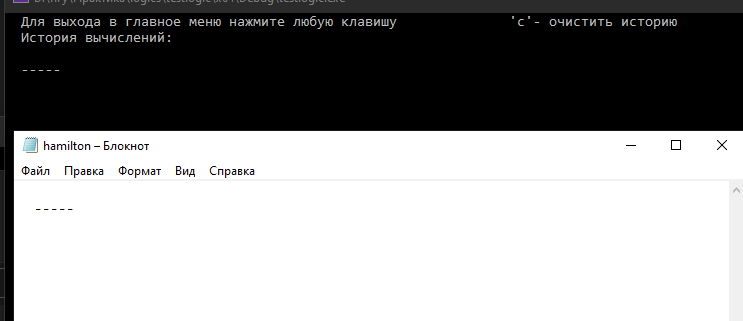 Для выхода в главное меню нажмите любую клавишу 'c'- очистить историю
История вычислений:
-----
hamilton – Блокнот
Файл Правка Формат Вид Справка
-----